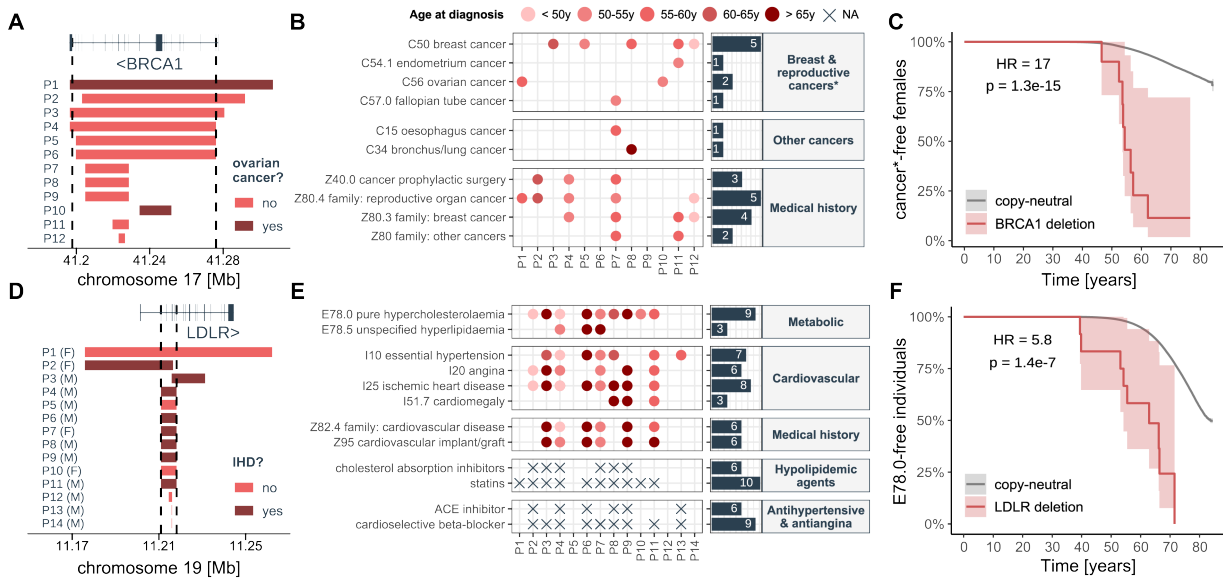 A
<BRCA1
P1
P2
P3
P4
P5
P6
P7
P8
P9
P10
P11
P12
ovarian
cancer?
no
yes
41.2 41.24 41.28
chromosome 17 [Mb]
B
Age at diagnosis < 50y 50-55y 55-60y 60-65y > 65y NA
C50 breast cancer 5
C54.1 endometrium cancer 1
C56 ovarian cancer 2
C57.0 fallopian tube cancer 1
Breast &
reproductive
cancers*
C15 oesophagus cancer 1
C34 bronchus/lung cancer 1
Other cancers
Z40.0 cancer prophylactic surgery 3
Z80.4 family: reproductive organ cancer 5
Z80.3 family: breast cancer 4
Z80 family: other cancers 2
Medical history
P1 P2 P3 P4 P5 P6 P7 P8 P9 P10 P11 P12
C
cancer*-free females
100%
75%
50%
25%
0%
HR = 17
p = 1.3e-15
copy-neutral
BRCA1 deletion
0 10 20 30 40 50 60 70 80
Time [years]
D
LDLR>
P1 (F)
P2 (F)
P3 (M)
P4 (M)
P5 (M)
P6 (M)
P7 (F)
P8 (M)
P9 (M)
P10 (F)
P11 (M)
P12 (M)
P13 (M)
P14 (M)
IHD?
no
yes
11.17 11.21 11.25
chromosome 19 [Mb]
E
E78.0 pure hypercholesterolaemia 9
E78.5 unspecified hyperlipidaemia 3
Metabolic
I10 essential hypertension 7
I20 angina 6
I25 ischemic heart disease 8
I51.7 cardiomegaly 3
Cardiovascular
Z82.4 family: cardiovascular disease 6
Z95 cardiovascular implant/graft 6
Medical history
cholesterol absorption inhibitors 6
statins 10
Hypolipidemic
agents
ACE inhibitor 6
cardioselective beta-blocker 9
Antihypertensive
& antiangina
P1 P2 P3 P4 P5 P6 P7 P8 P9 P10 P11 P12 P13 P14
F
E78.0-free individuals
100%
75%
50%
25%
0%
HR = 5.8
p = 1.4e-7
copy-neutral
LDLR deletion
0 10 20 30 40 50 60 70 80
Time [years]